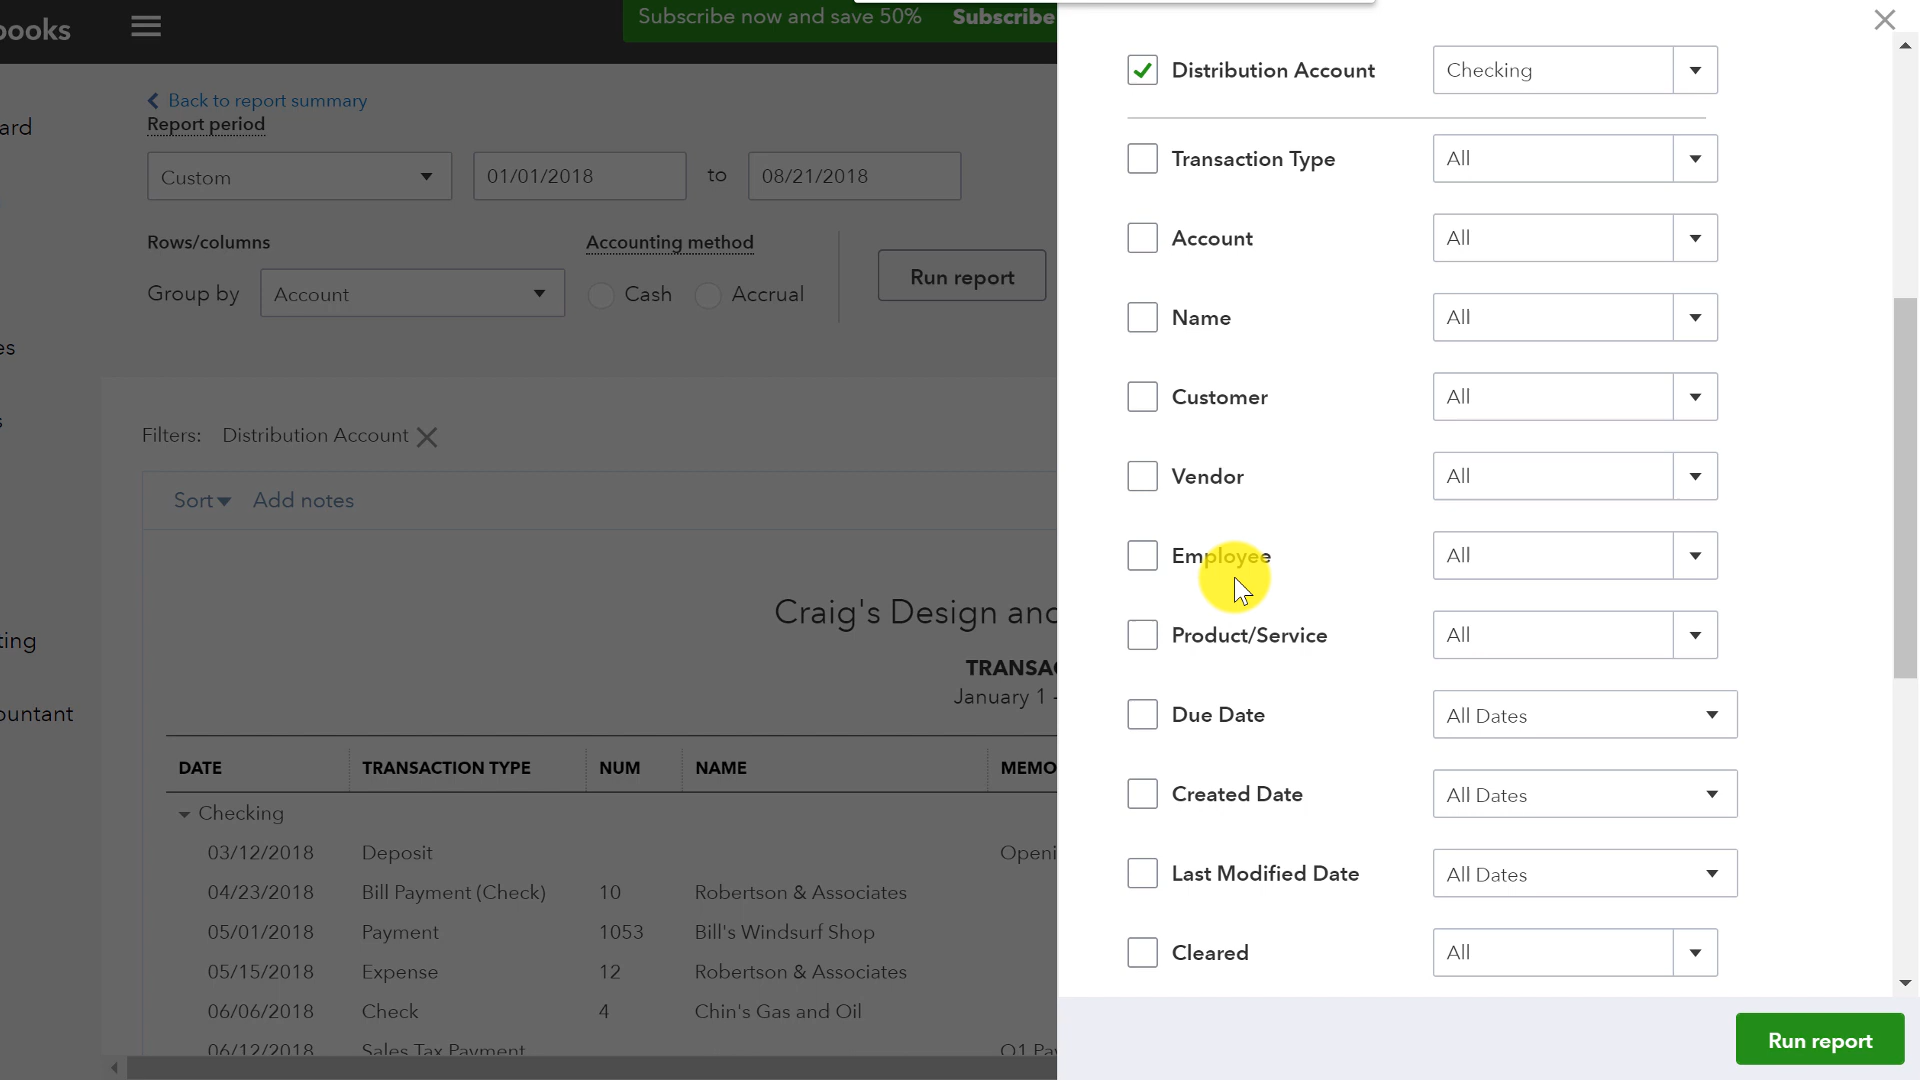 books
Subscribe now and save 50% Subscribe
ard
es
s
ting
ountant
Back to report summary
Report period
Custom 01/01/2018 to 08/21/2018
Rows/columns Accounting method
Group by Account Cash Accrual Run report
Filters: Distribution Account
Sort Add notes
Craig's Design and
TRANSA
January 1 -
DATE TRANSACTION TYPE NUM NAME MEMO
Checking
03/12/2018 Deposit Openi
04/23/2018 Bill Payment (Check) 10 Robertson & Associates
05/01/2018 Payment 1053 Bill's Windsurf Shop
05/15/2018 Expense 12 Robertson & Associates
06/06/2018 Check 4 Chin's Gas and Oil
06/12/2018 Sales Tax Payment Q1 Pay
Distribution Account Checking
Transaction Type All
Account All
Name All
Customer All
Vendor All
Employee All
Product/Service All
Due Date All Dates
Created Date All Dates
Last Modified Date All Dates
Cleared All
Run report